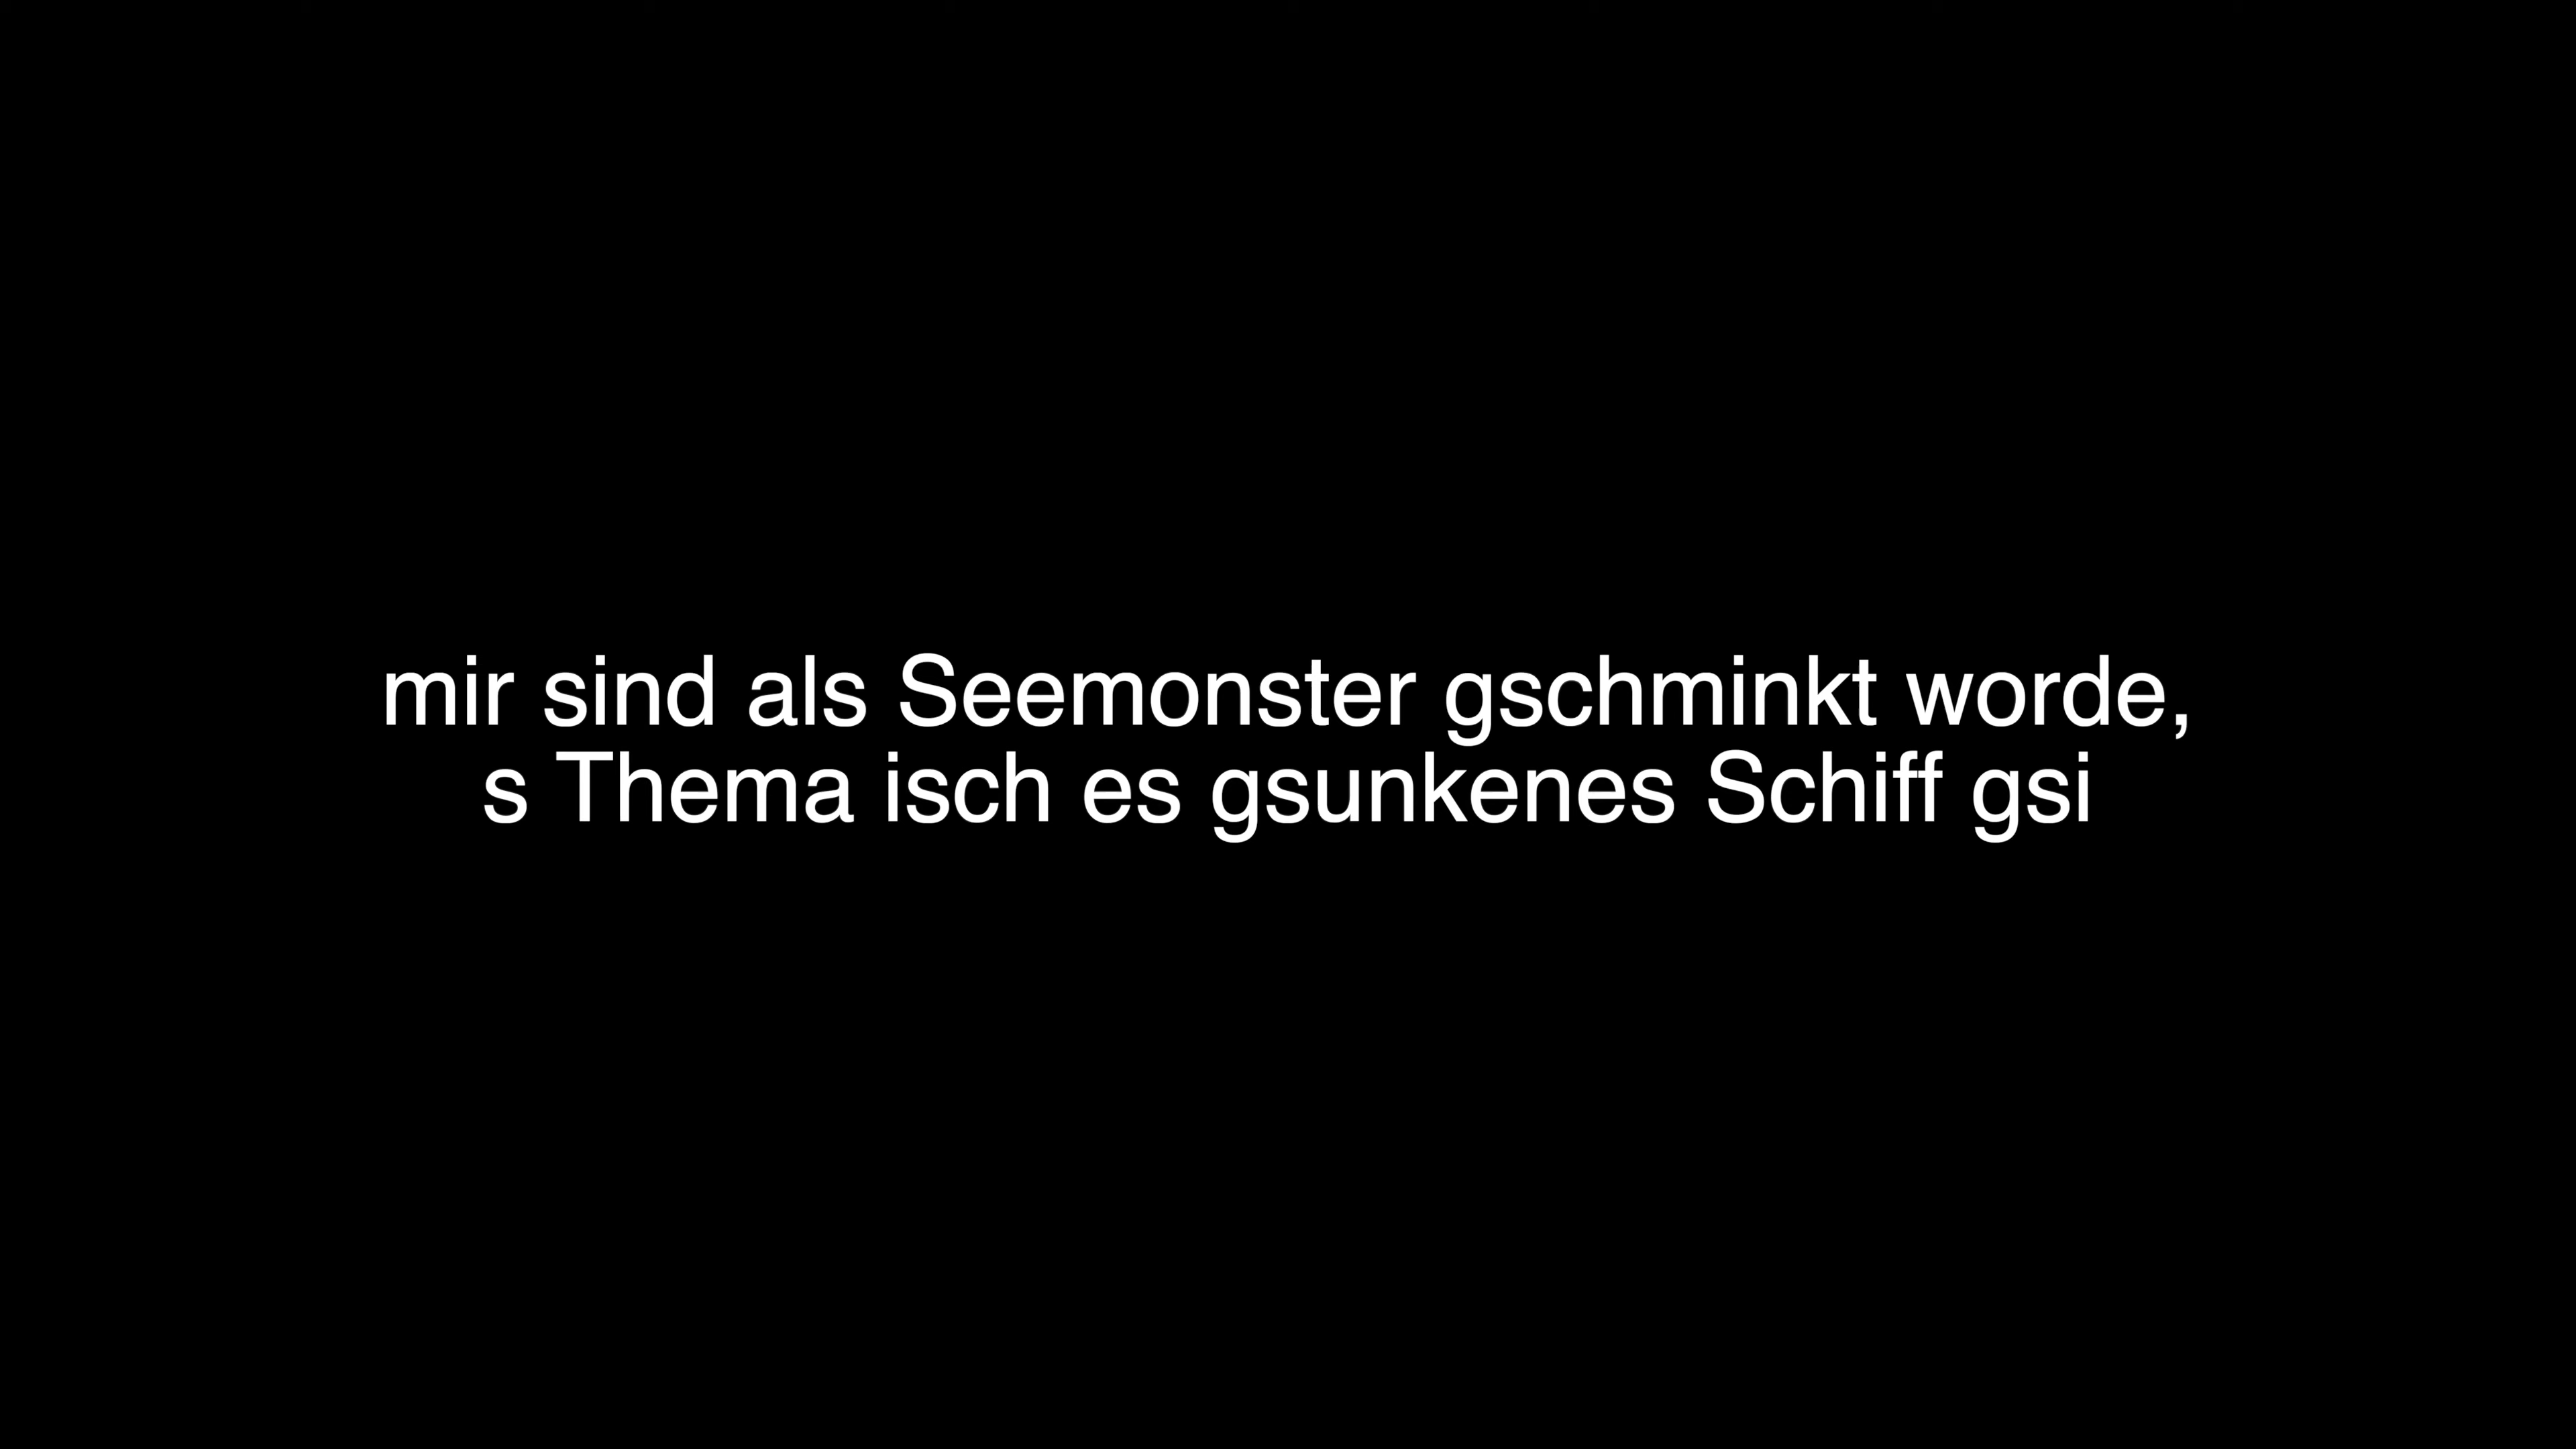 mir sind als Seemonster gschminkt worde,
s Thema isch es gsunkenes Schiff gsi